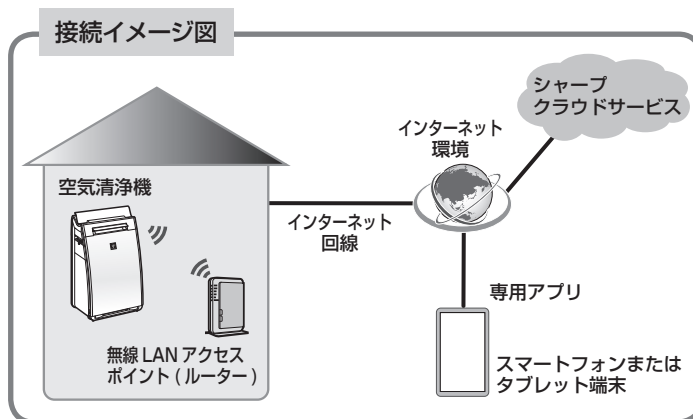 接続イメージ図
シャープ
クラウドサービス
インターネット
環境
空気清浄機
インターネット
回線
専用アプリ
無線 LAN アクセス
ポイント ( ルーター )
スマートフォンまたは
タブレット端末